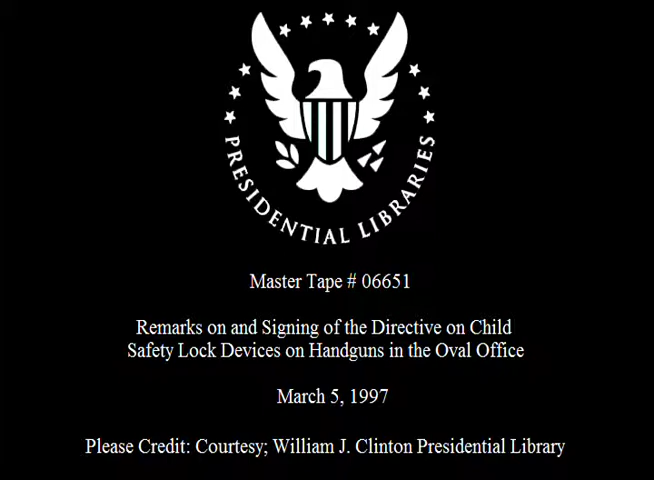 PRESIDENTIAL LIBRARIES
Master Tape # 06651
Remarks on and Signing of the Directive on Child
Safety Lock Devices on Handguns in the Oval Office
March 5, 1997
Please Credit: Courtesy; William J. Clinton Presidential Library